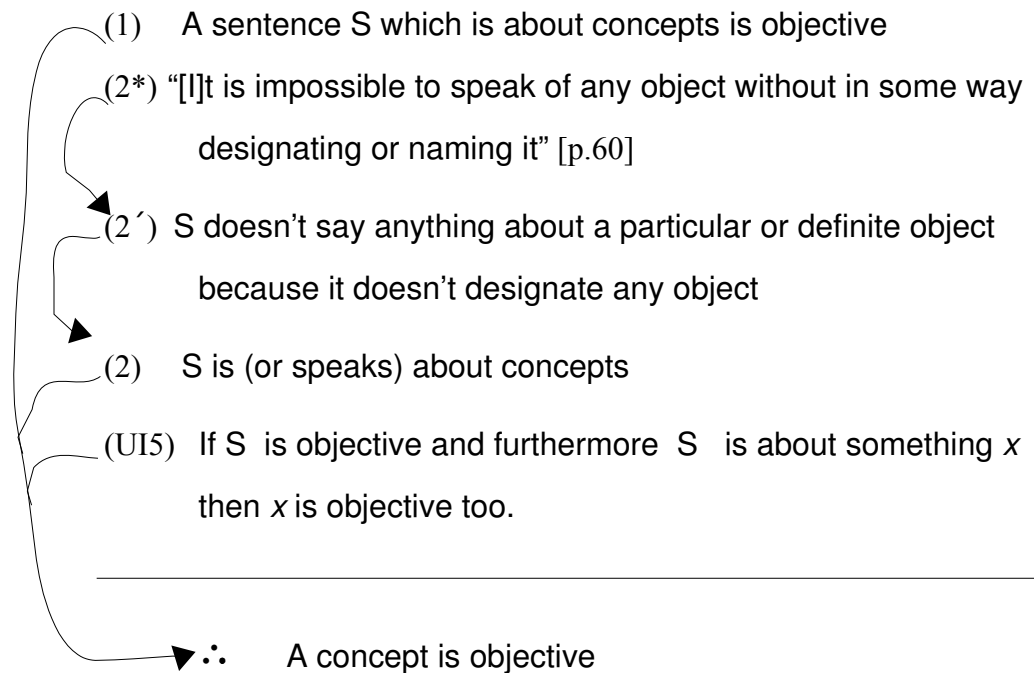 (1) A sentence S which is about concepts is objective
(2*) “[I]t is impossible to speak of any object without in some way
designating or naming it” [p.60]
(2´) S doesn’t say anything about a particular or definite object
because it doesn’t designate any object
(2) S is (or speaks) about concepts
(UI5) If S is objective and furthermore S is about something x
then x is objective too.
∴ A concept is objective